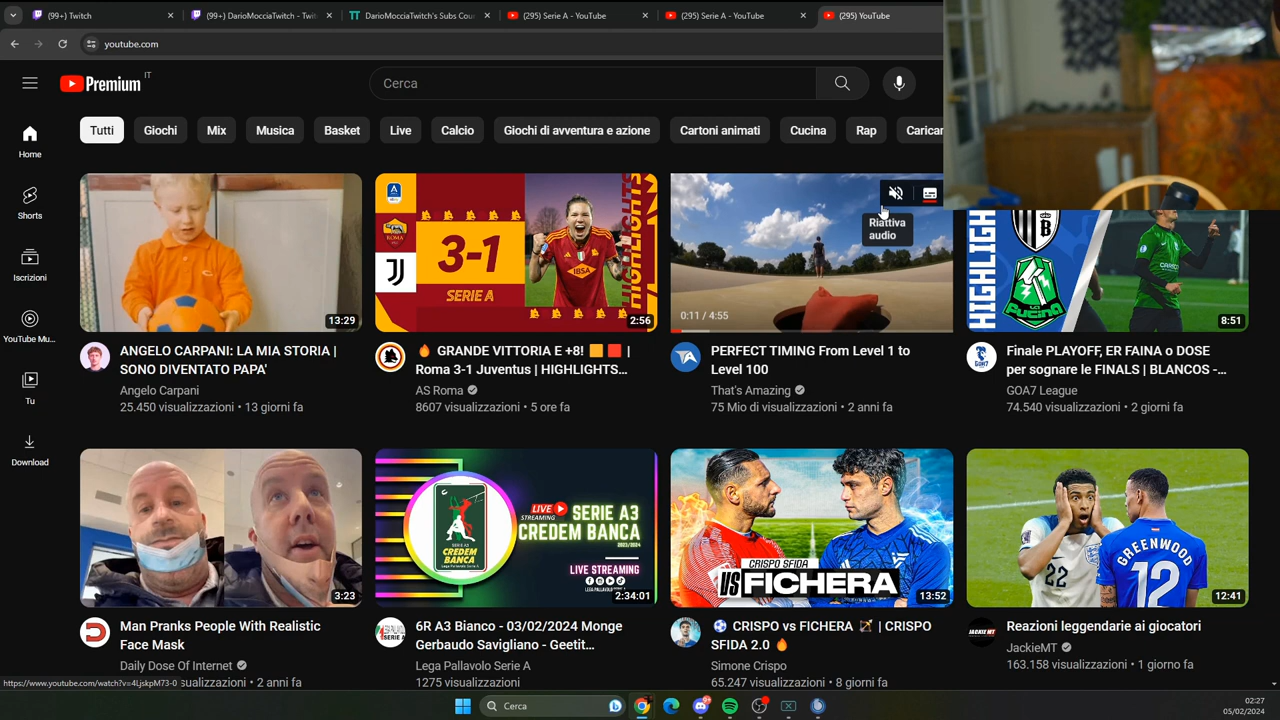 (99+) Twitch
(99+) DarioMocciaTwitch - Twit
DarioMocciaTwitch's Subs Cour
(295) Serie A - YouTube
(295) Serie A - YouTube
(295) YouTube
youtube.com
Premium IT
Cerca
Tutti
Giochi
Mix
Musica
Basket
Live
Calcio
Giochi di avventura e azione
Cartoni animati
Cucina
Rap
Home
Shorts
Iscrizioni
YouTube Mu...
Tu
Download
13:29
ROMA
3-1
SERIE A
HIGHLIGHTS
IBSA
2:56
Riattiva
audio
0:11 / 4:55
HIGHLIGH
B
8:51
ANGELO CARPANI: LA MIA STORIA |
SONO DIVENTATO PAPA'
Angelo Carpani
25.450 visualizzazioni • 13 giorni fa
🔥 GRANDE VITTORIA E +8! 🟧🟥 |
Roma 3-1 Juventus | HIGHLIGHTS...
AS Roma
8607 visualizzazioni • 5 ore fa
PERFECT TIMING From Level 1 to
Level 100
That's Amazing
75 Mio di visualizzazioni • 2 anni fa
Finale PLAYOFF, ER FAINA o DOSE
per sognare le FINALS | BLANCOS -...
GOA7 League
74.540 visualizzazioni • 2 giorni fa
3:23
SERIE A3
CREDEM
BANCA
LIVE
STREAMING
SERIE A3
CREDEM BANCA
2023/2024
LIVE STREAMING
2:34:01
CRISPO SFIDA
VS FICHERA
13:52
22
GREENWOOD
12
12:41
Man Pranks People With Realistic
Face Mask
Daily Dose Of Internet
sualizzazioni • 2 anni fa
6R A3 Bianco - 03/02/2024 Monge
Gerbaudo Savigliano - Geetit...
Lega Pallavolo Serie A
1275 visualizzazioni
⚽ CRISPO vs FICHERA 🏹 | CRISPO
SFIDA 2.0 🔥
Simone Crispo
65.247 visualizzazioni • 8 giorni fa
Reazioni leggendarie ai giocatori
JackieMT
163.158 visualizzazioni • 1 giorno fa
https://www.youtube.com/watch?v=4LjskpM73-0
Cerca
02:27
05/02/2024